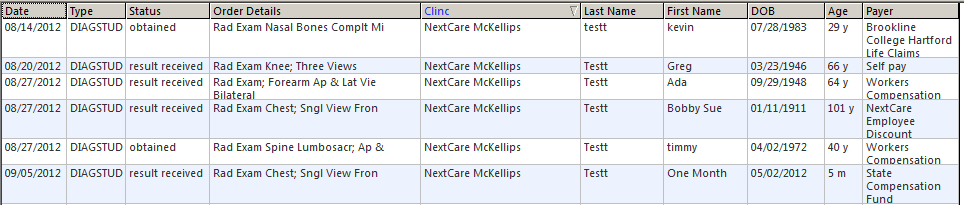 Date Type Status Order Details Clinc Last Name First Name DOB Age Payer
08/14/2012 DIAGSTUD obtained Rad Exam Nasal Bones Complt Mi NextCare McKellips testt kevin 07/28/1983 29 y Brookline
College Hartford
Life Claims
08/20/2012 DIAGSTUD result received Rad Exam Knee; Three Views NextCare McKellips Testt Greg 03/23/1946 66 y Self pay
08/27/2012 DIAGSTUD result received Rad Exam; Forearm Ap & Lat Vie NextCare McKellips Testt Ada 09/29/1948 64 y Workers
Bilateral Compensation
08/27/2012 DIAGSTUD result received Rad Exam Chest; Sngl View Fron NextCare McKellips Testt Bobby Sue 01/11/1911 101 y NextCare
Employee
Discount
08/27/2012 DIAGSTUD obtained Rad Exam Spine Lumbosacr; Ap & NextCare McKellips Testt timmy 04/02/1972 40 y Workers
Compensation
09/05/2012 DIAGSTUD result received Rad Exam Chest; Sngl View Fron NextCare McKellips Testt One Month 05/02/2012 5 m State
Compensation
Fund